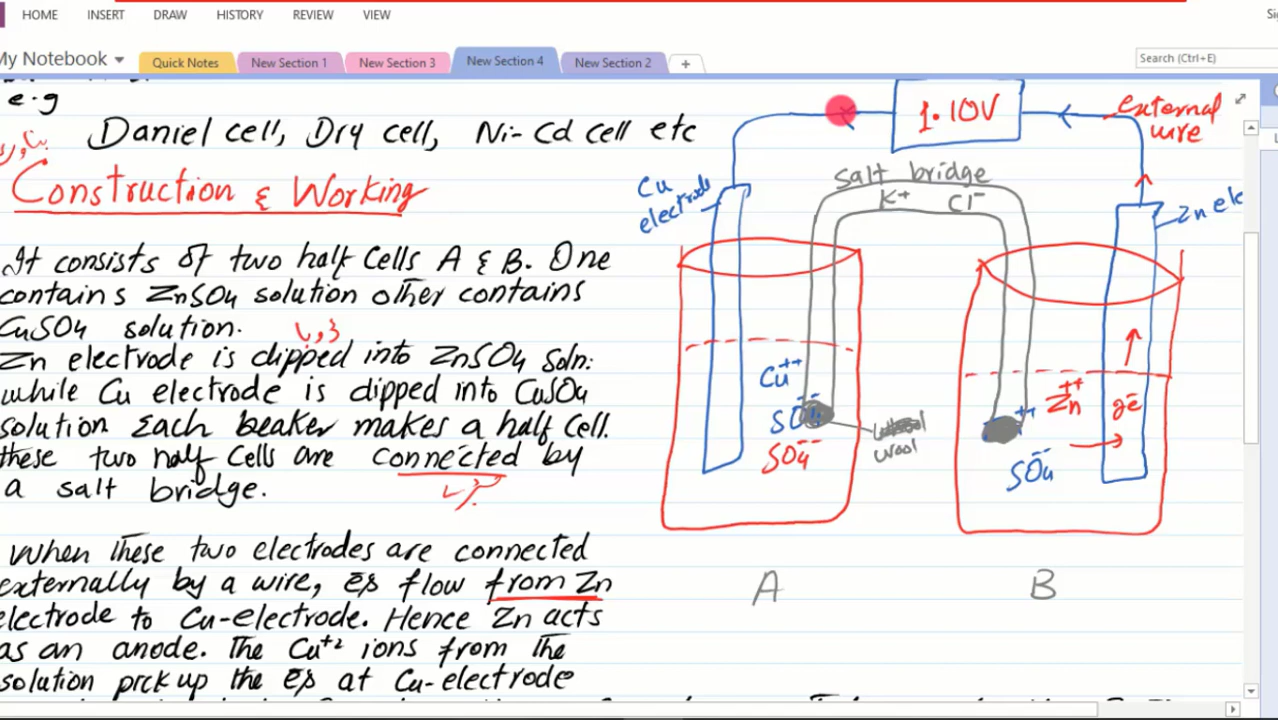 HOME INSERT DRAW HISTORY REVIEW VIEW
My Notebook
Quick Notes New Section 1 New Section 3 New Section 4 New Section 2 +
Search (Ctrl+E)
e.g
Daniel cell, Dry cell, Ni-Cd cell etc
Construction & Working
It consists of two half Cells A & B. One
contains ZnSO4 solution other contains
CuSO4 solution.
Zn electrode is dipped into ZnSO4 Soln:
while Cu electrode is dipped into CuSO4
solution Each beaker makes a half Cell.
these two half Cells are connected by
a salt bridge.
When these two electrodes are connected
externally by a wire, ēs flow from Zn
electrode to Cu-electrode. Hence Zn acts
as an anode. The Cu+2 ions from the
solution pick up the ēs at Cu-electrode
1.10V
external
wire
Salt bridge
K+ Cl-
Cu
electrode
Zn ele
Cu++
SO4--
wool
Zn++
2ē
SO4--
A
B